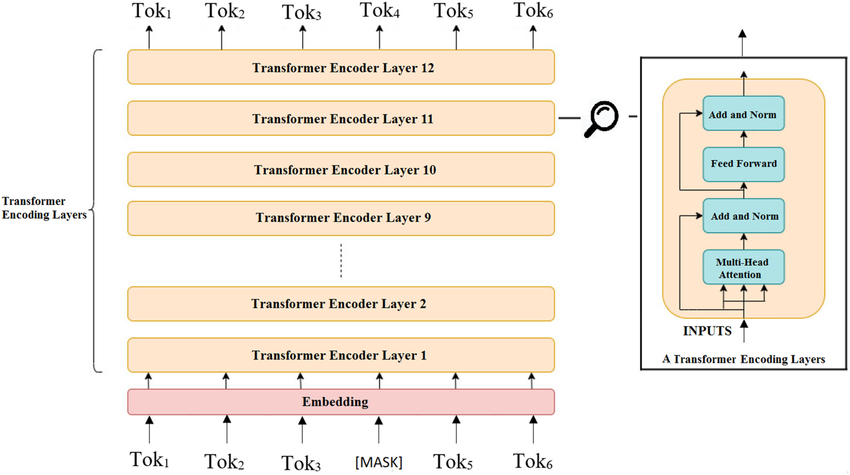 Tok1 Tok2 Tok3 Tok4 Tok5 Tok6
Transformer Encoder Layer 12
Transformer Encoder Layer 11
Transformer Encoder Layer 10
Transformer Encoder Layer 9
Transformer Encoder Layer 2
Transformer Encoder Layer 1
Transformer
Encoding Layers
Embedding
Tok1 Tok2 Tok3 [MASK] Tok5 Tok6
Add and Norm
Feed Forward
Add and Norm
Multi-Head
Attention
INPUTS
A Transformer Encoding Layers